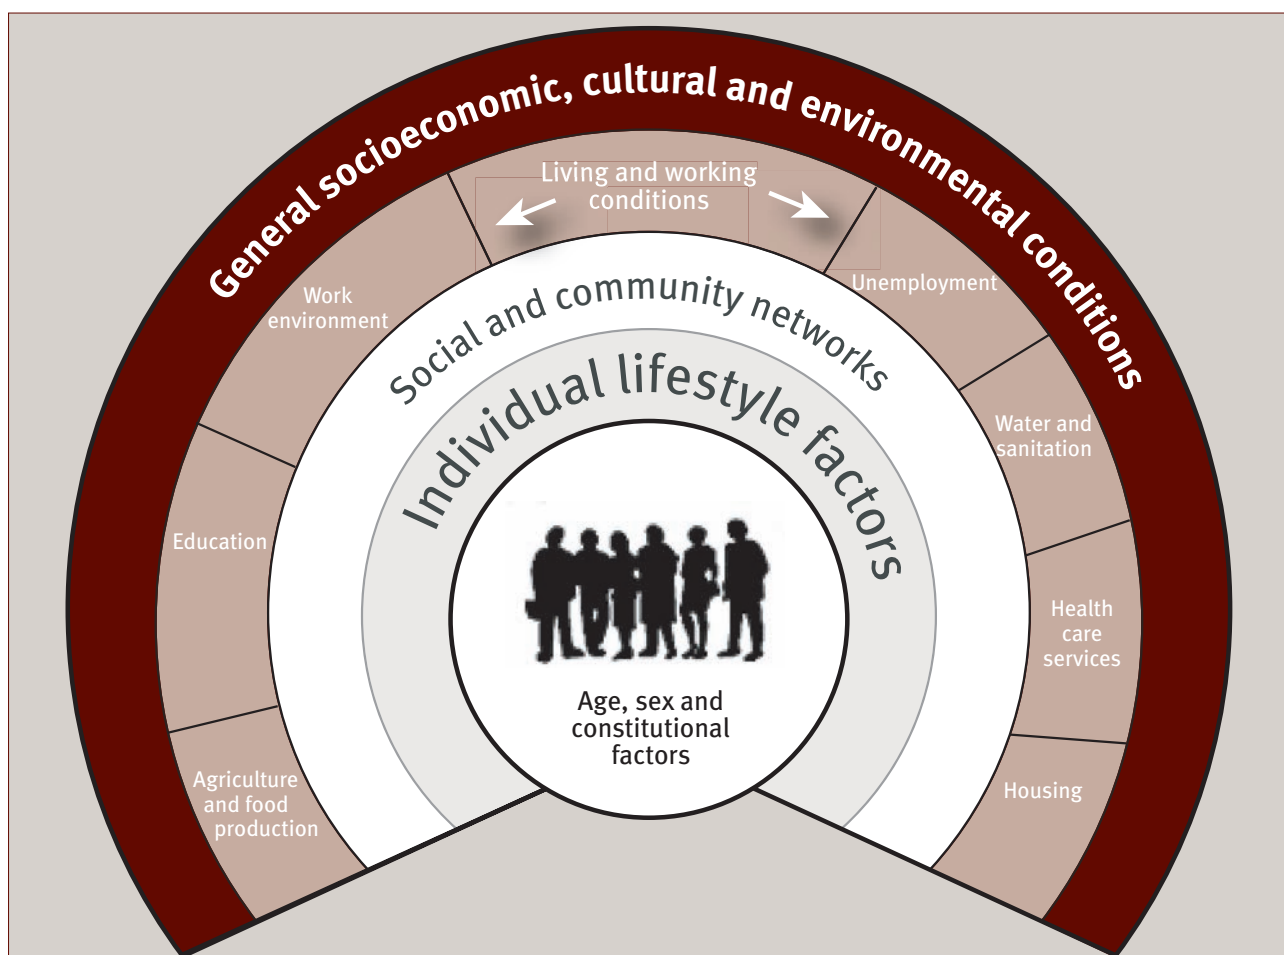 General socioeconomic, cultural and environmental conditions
Living and working
conditions
Work
environment
Unemployment
Social and community networks
Individual lifestyle factors
Water and
sanitation
Education
Health
care
services
Age, sex and
constitutional
factors
Agriculture
and food
production
Housing